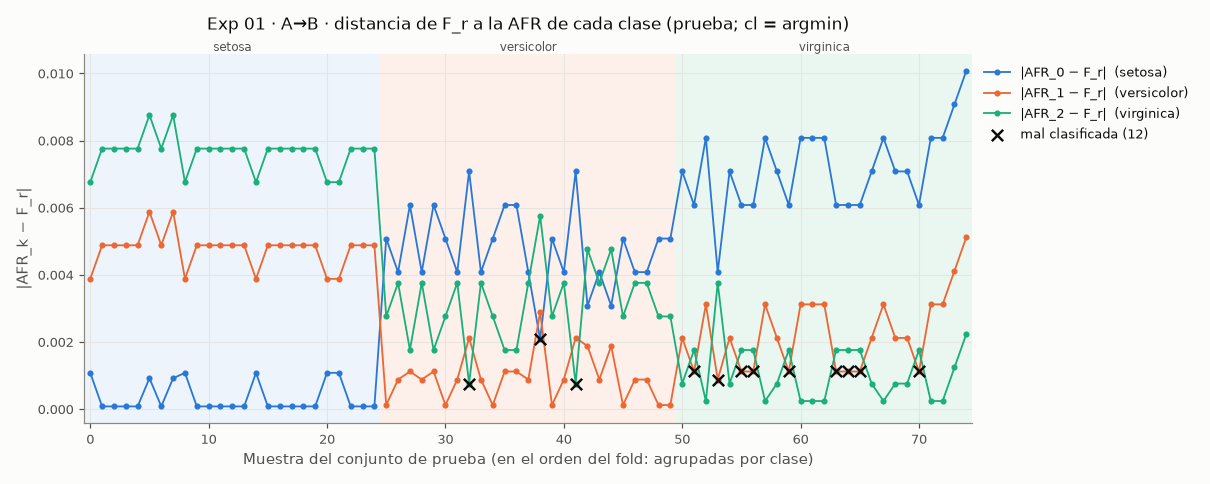 Exp 01 · A→B · distancia de F_r a la AFR de cada clase (prueba; cl = argmin)
setosa
versicolor
virginica
|AFR_0 − F_r| (setosa)
|AFR_1 − F_r| (versicolor)
|AFR_2 − F_r| (virginica)
mal clasificada (12)
|AFR_k − F_r|
0.010
0.008
0.006
0.004
0.002
0.000
0
10
20
30
40
50
60
70
Muestra del conjunto de prueba (en el orden del fold: agrupadas por clase)